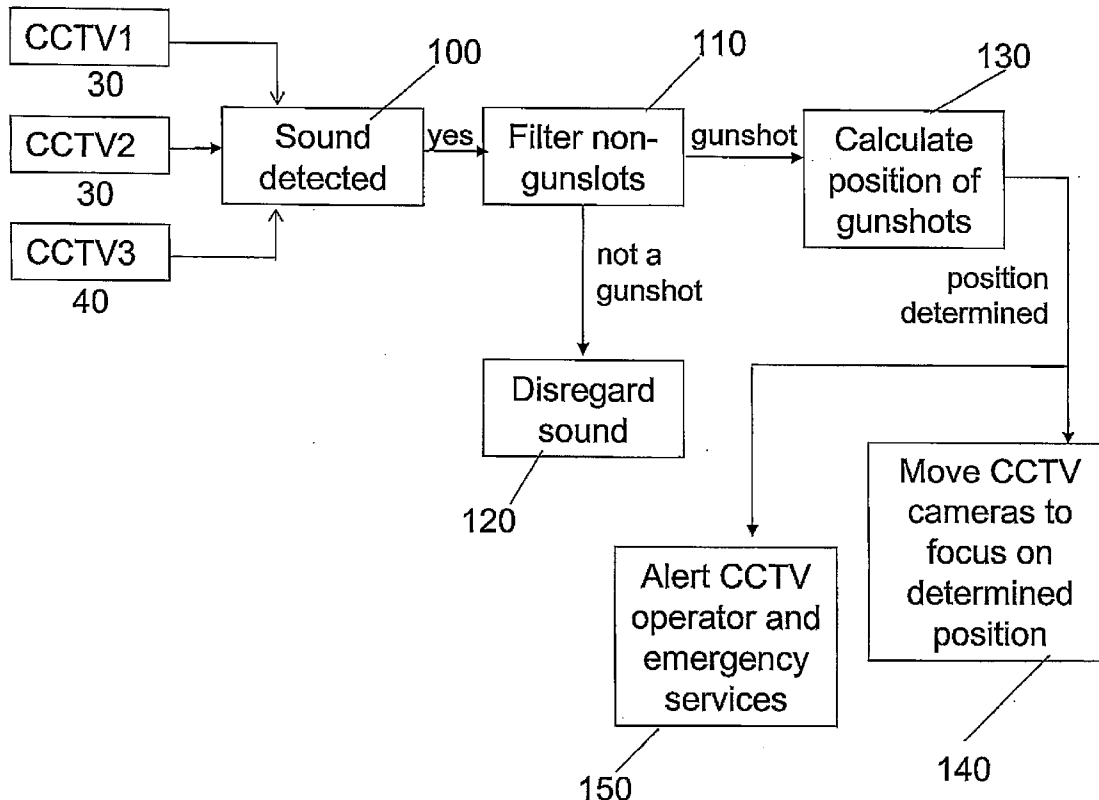 CCTV1
30
CCTV2
30
CCTV3
40
100
Sound
detected
yes
110
Filter non-
gunslots
gunshot
not a
gunshot
120
Disregard
sound
130
Calculate
position of
gunshots
position
determined
Alert CCTV
operator and
emergency
services
150
Move CCTV
cameras to
focus on
determined
position
140